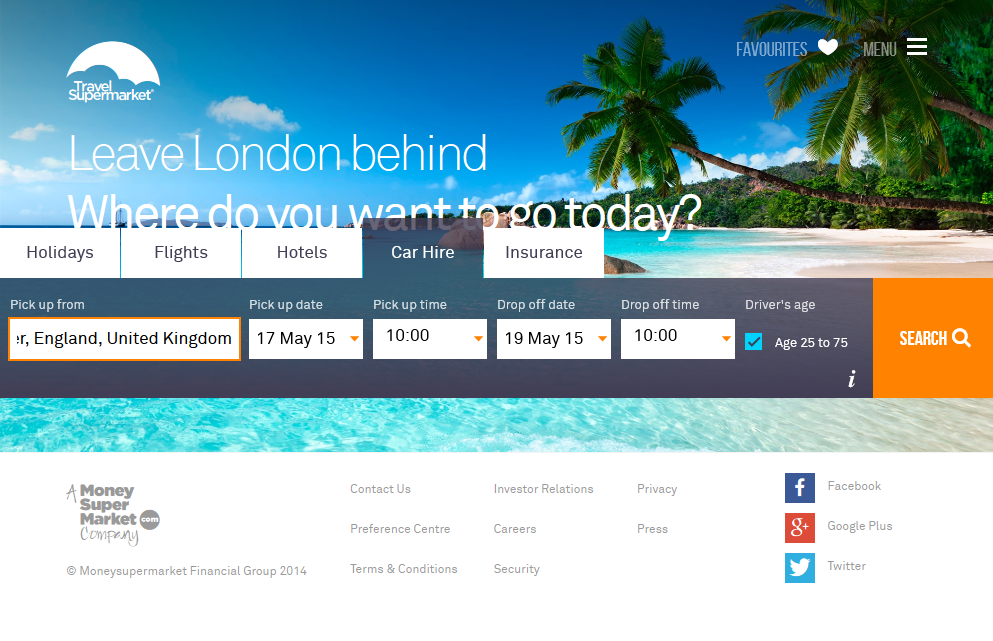 FAVOURITES
MENU
Travel
Supermarket
Leave London behind
Where do you want to go today?
Holidays
Flights
Hotels
Car Hire
Insurance
Pick up from
Pick up date
Pick up time
Drop off date
Drop off time
Driver's age
er, England, United Kingdom
17 May 15
10:00
19 May 15
10:00
Age 25 to 75
SEARCH
i
A Money
Super
Market
com
Company
© Moneysupermarket Financial Group 2014
Contact Us
Investor Relations
Privacy
Preference Centre
Careers
Press
Terms & Conditions
Security
f
Facebook
g+
Google Plus
Twitter